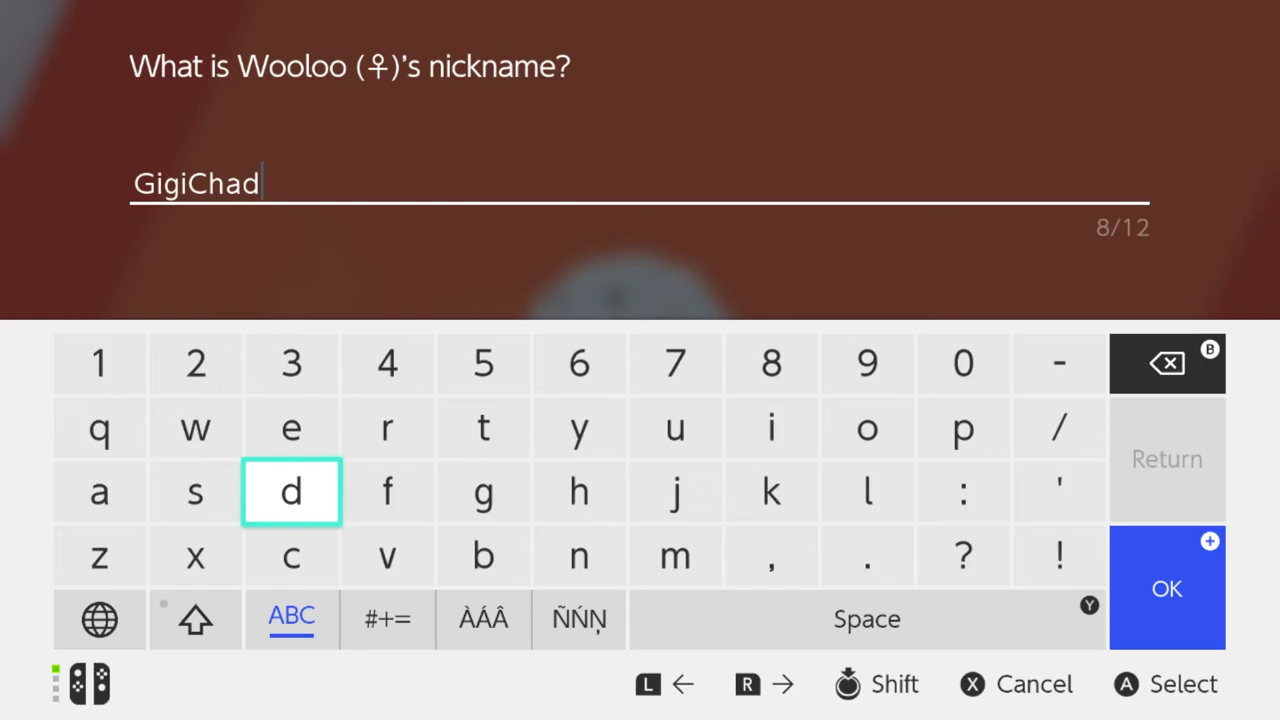 What is Wooloo (♀)'s nickname?
GigiChad
8/12
1 2 3 4 5 6 7 8 9 0 - B
q w e r t y u i o p /
Return
a s d f g h j k l : '
z x c v b n m , . ? ! +
OK
ABC #+= ÀÁÂ ÑŃŅ Space Y
L ← R → Shift X Cancel A Select